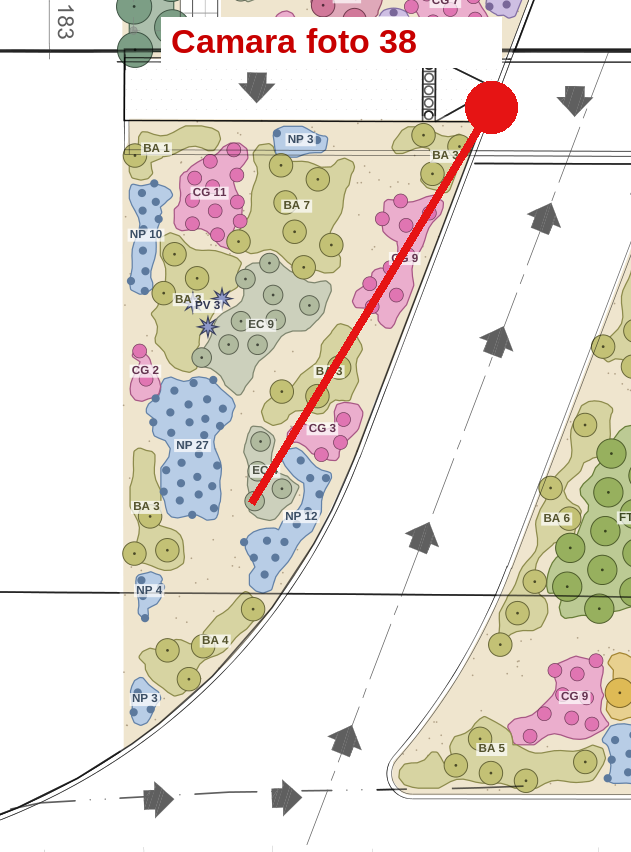 183
CG 7
Camara foto 38
BA 1
NP 3
BA 3
CG 11
BA 7
NP 10
CG 9
BA 3
PV 3
EC 9
CG 2
BA 3
CG 3
NP 27
EC
BA 3
NP 12
BA 6
FT
NP 4
BA 4
NP 3
CG 9
BA 5